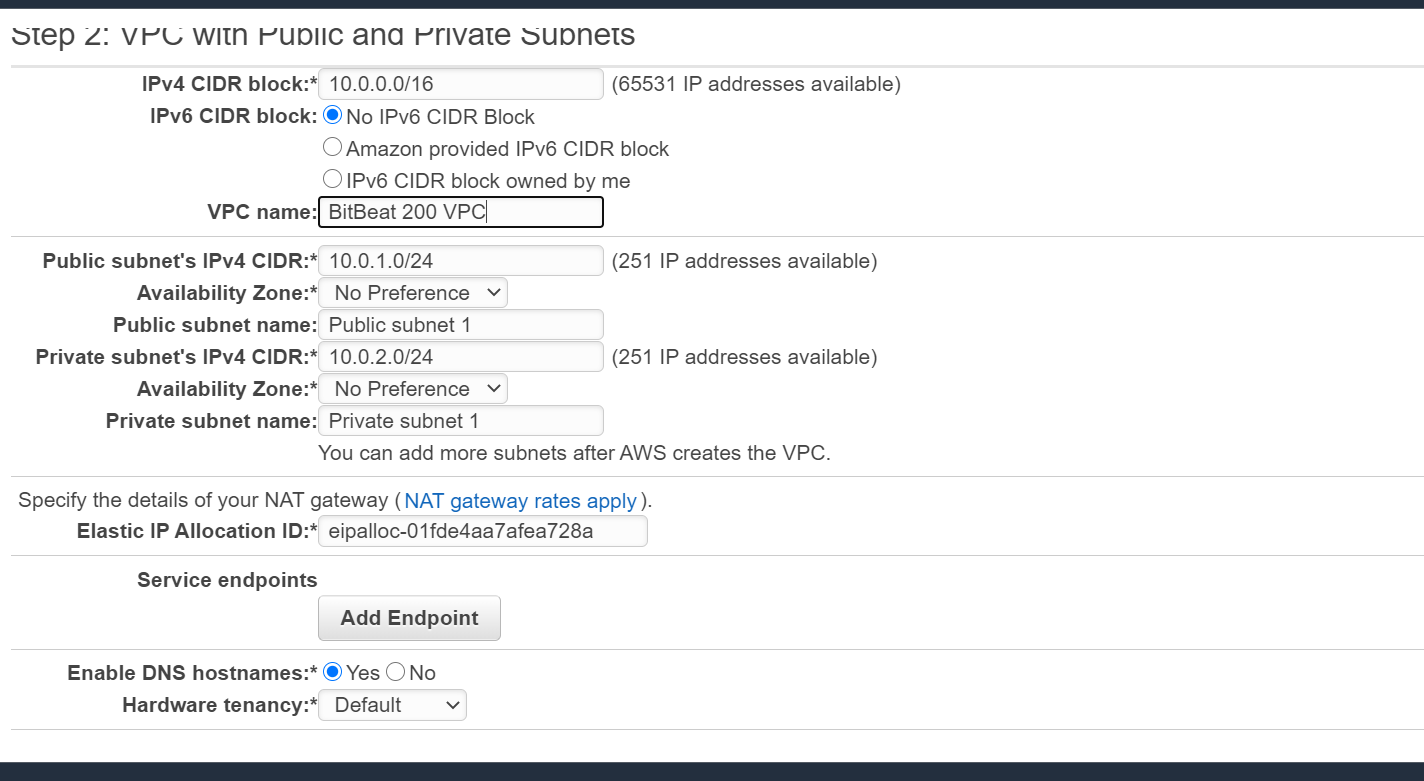 Step 2: VPC with Public and Private Subnets
IPv4 CIDR block:* 10.0.0.0/16 (65531 IP addresses available)
IPv6 CIDR block: No IPv6 CIDR Block
Amazon provided IPv6 CIDR block
IPv6 CIDR block owned by me
VPC name: BitBeat 200 VPC
Public subnet's IPv4 CIDR:* 10.0.1.0/24 (251 IP addresses available)
Availability Zone:* No Preference
Public subnet name: Public subnet 1
Private subnet's IPv4 CIDR:* 10.0.2.0/24 (251 IP addresses available)
Availability Zone:* No Preference
Private subnet name: Private subnet 1
You can add more subnets after AWS creates the VPC.
Specify the details of your NAT gateway (NAT gateway rates apply).
Elastic IP Allocation ID:* eipalloc-01fde4aa7afea728a
Service endpoints
Add Endpoint
Enable DNS hostnames:* Yes No
Hardware tenancy:* Default